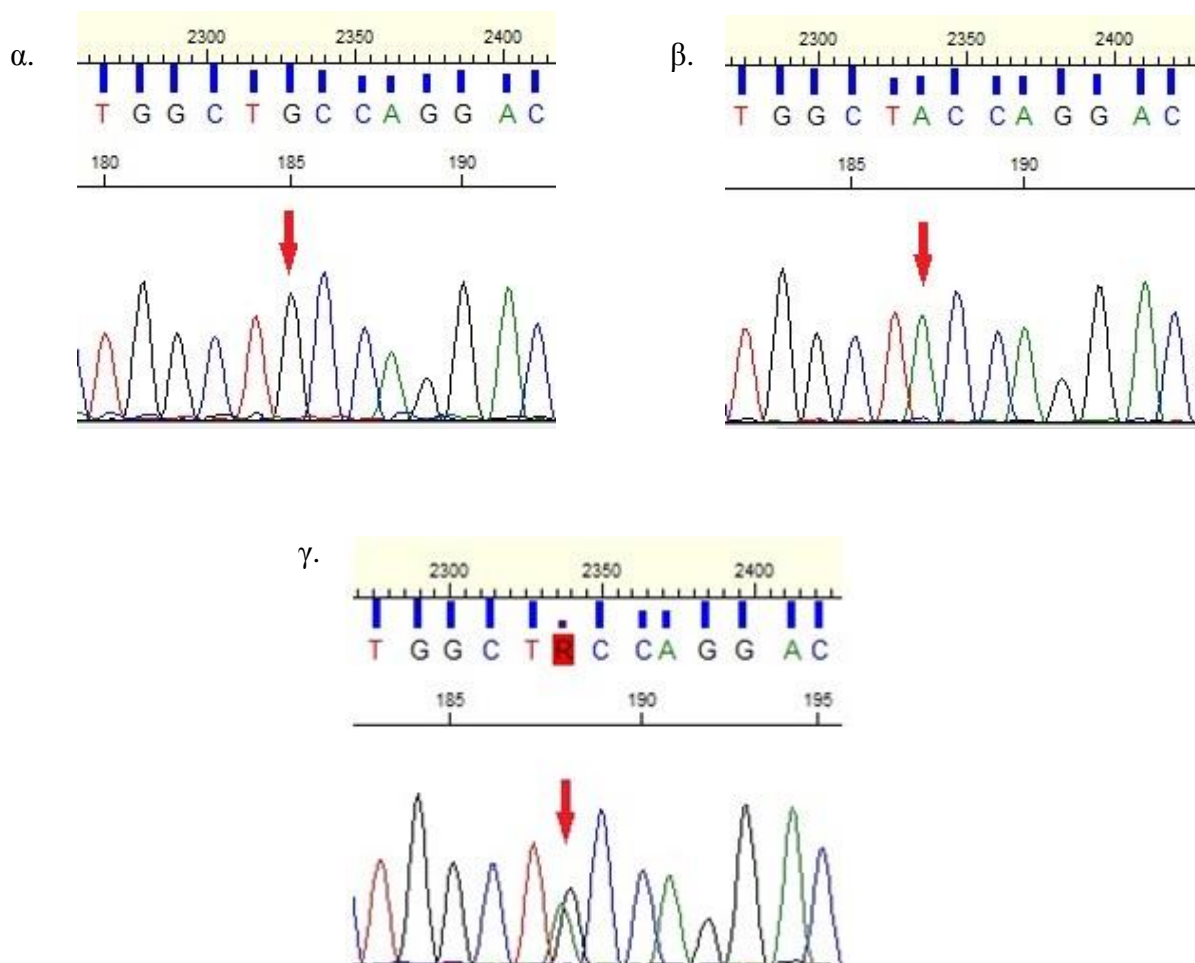 α.
2300 2350 2400
T G G C T G C C A G G A C
180 185 190
β.
2300 2350 2400
T G G C T A C C A G G A C
185 190
γ.
2300 2350 2400
T G G C T R C C A G G A C
185 190 195